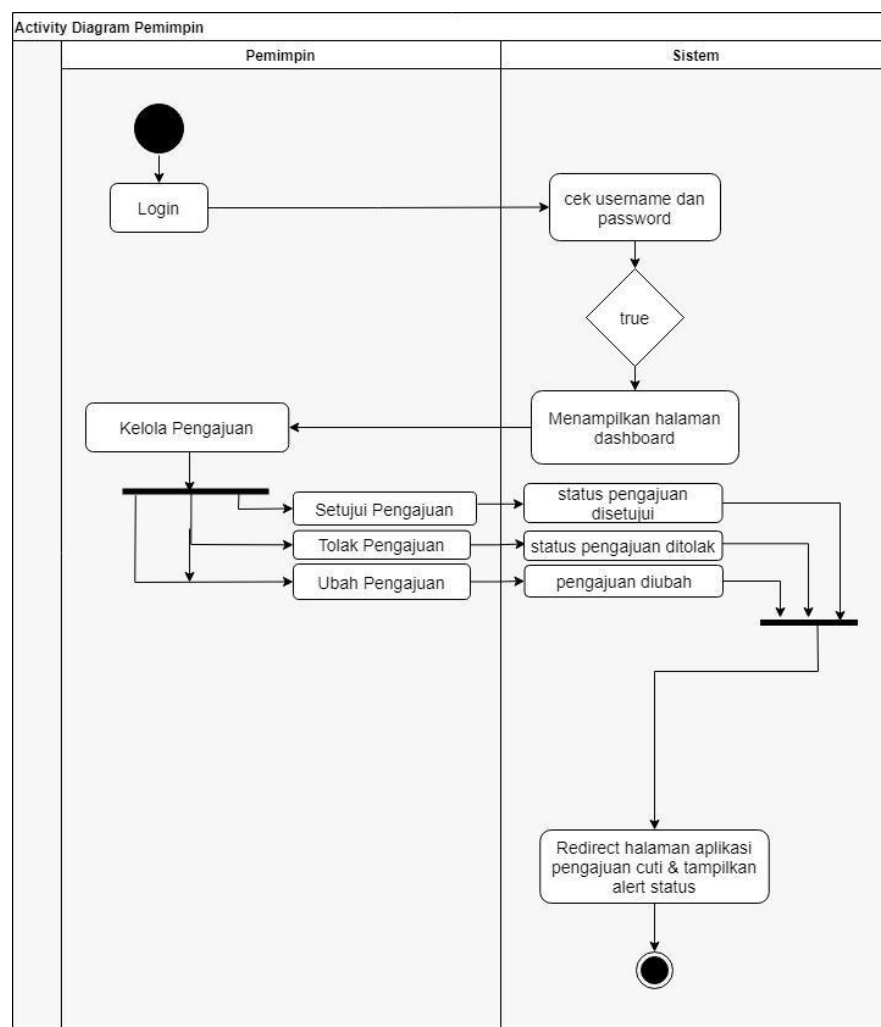 Activity Diagram Pemimpin
Pemimpin
Sistem
Login
cek username dan
password
true
Menampilkan halaman
dashboard
Kelola Pengajuan
Setujui Pengajuan
status pengajuan
disetujui
Tolak Pengajuan
status pengajuan ditolak
Ubah Pengajuan
pengajuan diubah
Redirect halaman aplikasi
pengajuan cuti & tampilkan
alert status